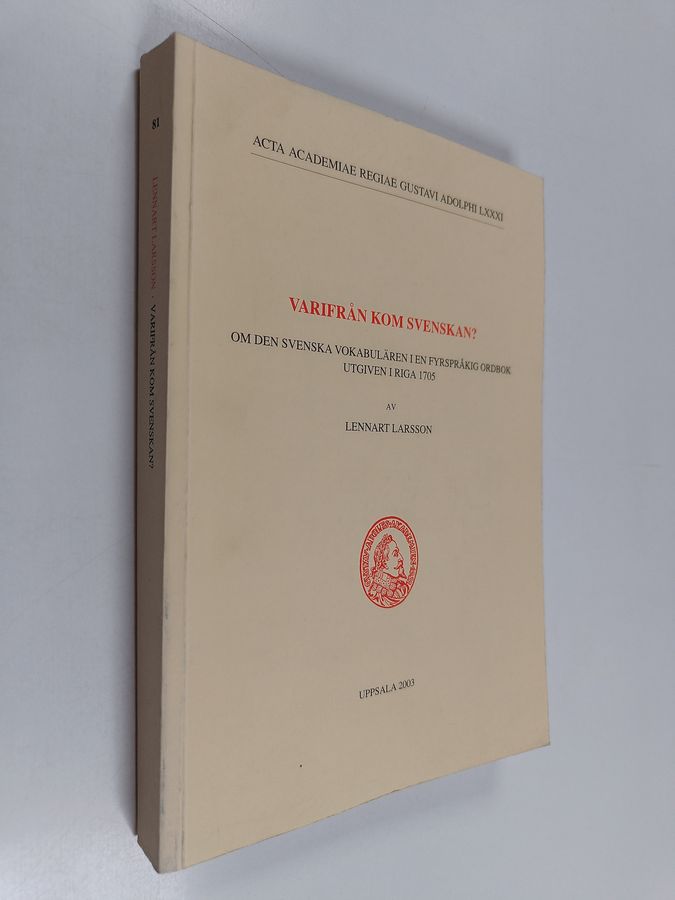 ACTA ACADEMIAE REGIAE GUSTAVI ADOLPHI LXXXI
VARIFRÅN KOM SVENSKAN?
OM DEN SVENSKA VOKABULÄREN I EN FYRSPRÅKIG ORDBOK
UTGIVEN I RIGA 1705
AV
LENNART LARSSON
UPPSALA 2003
81
LENNART LARSSON · VARIFRÅN KOM SVENSKAN?